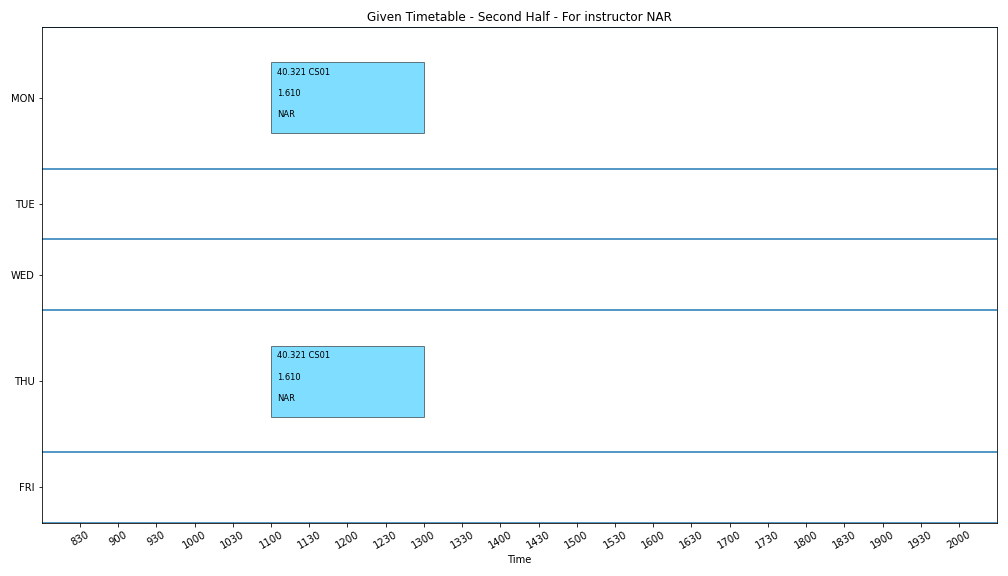 Given Timetable - Second Half - For instructor NAR
MON
40.321 CS01
1.610
NAR
TUE
WED
THU
40.321 CS01
1.610
NAR
FRI
830 900 930 1000 1030 1100 1130 1200 1230 1300 1330 1400 1430 1500 1530 1600 1630 1700 1730 1800 1830 1900 1930 2000
Time